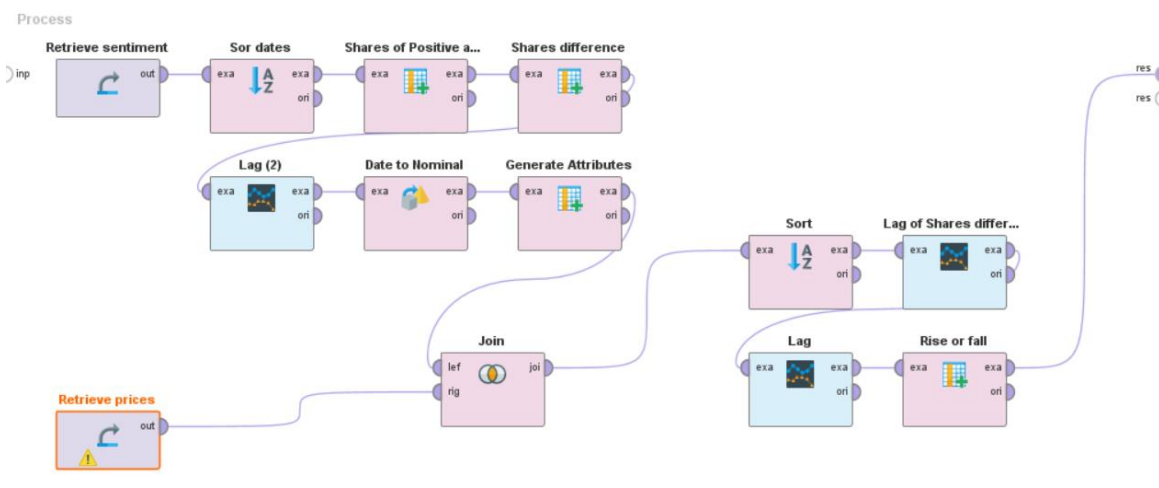 Process
Retrieve sentiment Sor dates Shares of Positive a... Shares difference
inp out exa exa exa exa exa exa res
ori ori ori res
Lag (2) Date to Nominal Generate Attributes
exa exa exa exa exa exa
ori ori ori
Sort Lag of Shares differ...
exa A Z exa exa exa
ori ori
Join Lag Rise or fall
lef joi exa exa exa exa
rig ori ori
Retrieve prices
out